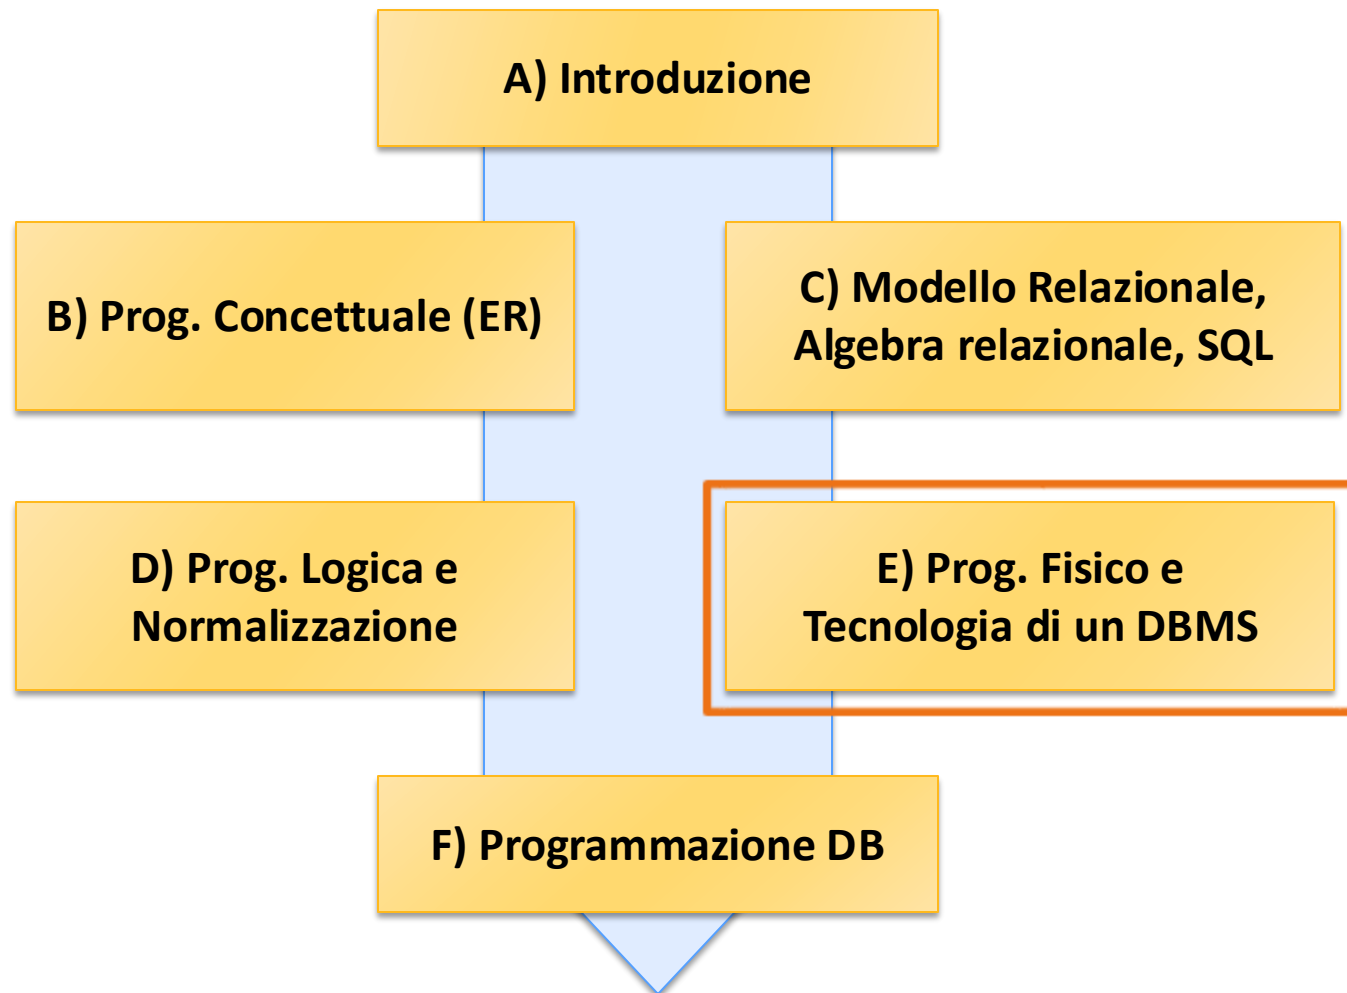 A) Introduzione
B) Prog. Concettuale (ER)
C) Modello Relazionale,
Algebra relazionale, SQL
D) Prog. Logica e
Normalizzazione
E) Prog. Fisico e
Tecnologia di un DBMS
F) Programmazione DB